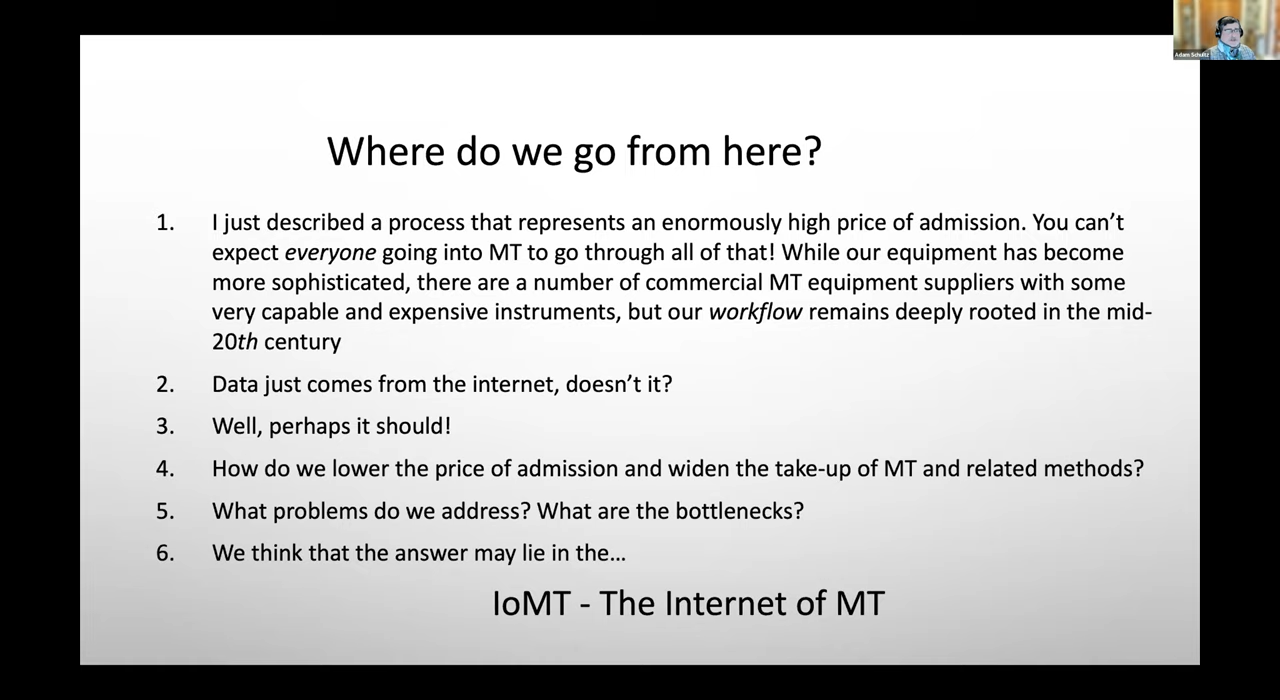 Adam Schultz
Where do we go from here?
1. I just described a process that represents an enormously high price of admission. You can’t
expect everyone going into MT to go through all of that! While our equipment has become
more sophisticated, there are a number of commercial MT equipment suppliers with some
very capable and expensive instruments, but our workflow remains deeply rooted in the mid-
20th century
2. Data just comes from the internet, doesn’t it?
3. Well, perhaps it should!
4. How do we lower the price of admission and widen the take-up of MT and related methods?
5. What problems do we address? What are the bottlenecks?
6. We think that the answer may lie in the…
IoMT - The Internet of MT